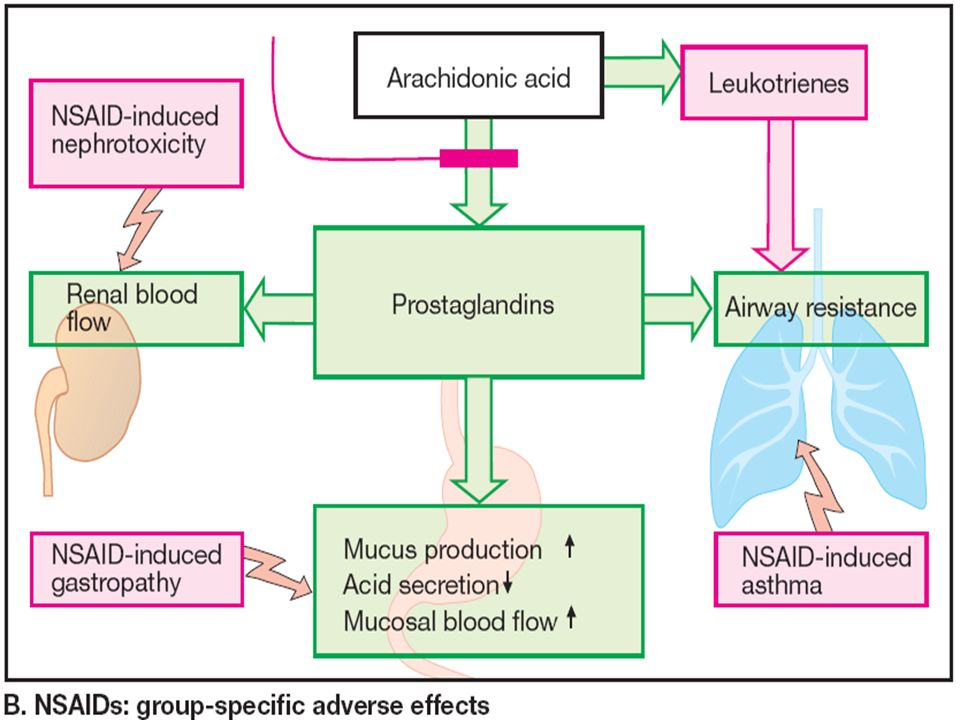 Arachidonic acid
Leukotrienes
NSAID-induced
nephrotoxicity
Renal blood
flow
Prostaglandins
Airway resistance
NSAID-induced
gastropathy
Mucus production ↑
Acid secretion ↓
Mucosal blood flow ↑
NSAID-induced
asthma
B. NSAIDs: group-specific adverse effects